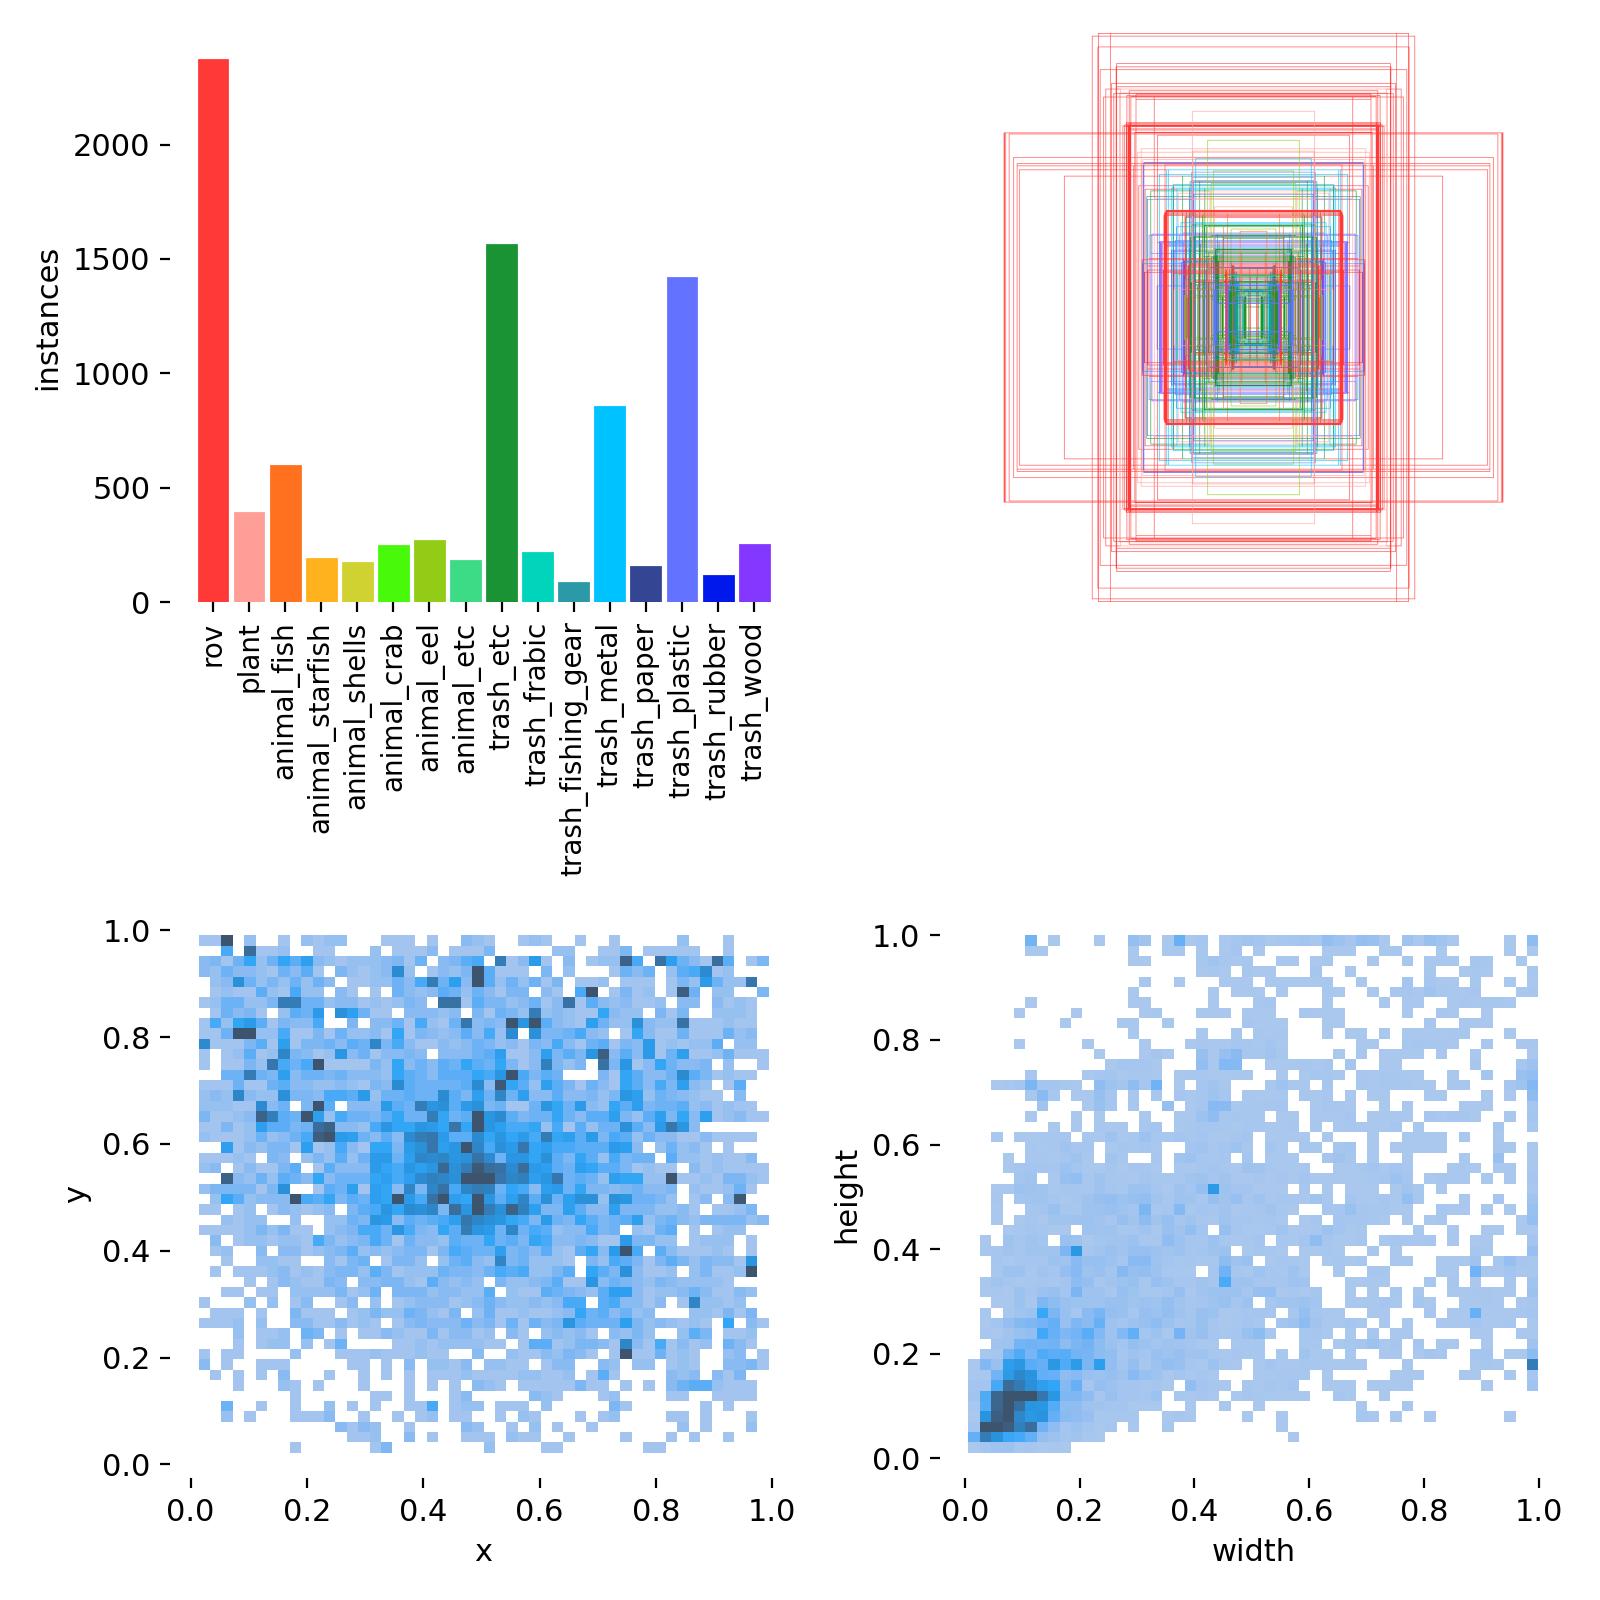 instances
2000
1500
1000
500
0
rov
plant
animal_fish
animal_starfish
animal_shells
animal_crab
animal_eel
animal_etc
trash_etc
trash_frabic
trash_fishing_gear
trash_metal
trash_paper
trash_plastic
trash_rubber
trash_wood
y
1.0
0.8
0.6
0.4
0.2
0.0
0.0 0.2 0.4 0.6 0.8 1.0
x
height
1.0
0.8
0.6
0.4
0.2
0.0
0.0 0.2 0.4 0.6 0.8 1.0
width